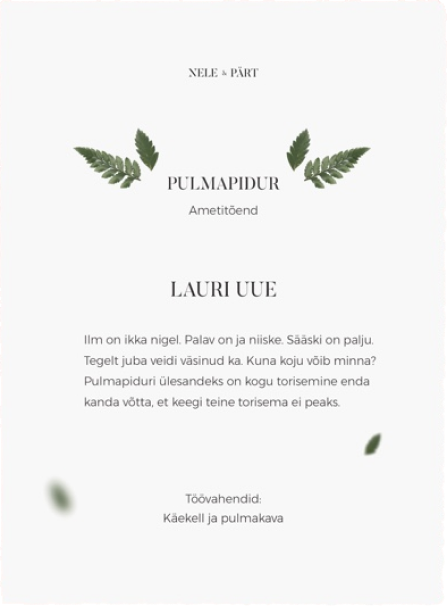 NELE & PÄRT
PULMAPIDUR
Ametitõend
LAURI UUE
Ilm on ikka nigel. Palav on ja niiske. Sääski on palju.
Tegelt juba veidi väsinud ka. Kuna koju võib minna?
Pulmapiduri ülesandeks on kogu torisemine enda
kanda võtta, et keegi teine torisema ei peaks.
Töövahendid:
Käekell ja pulmakava